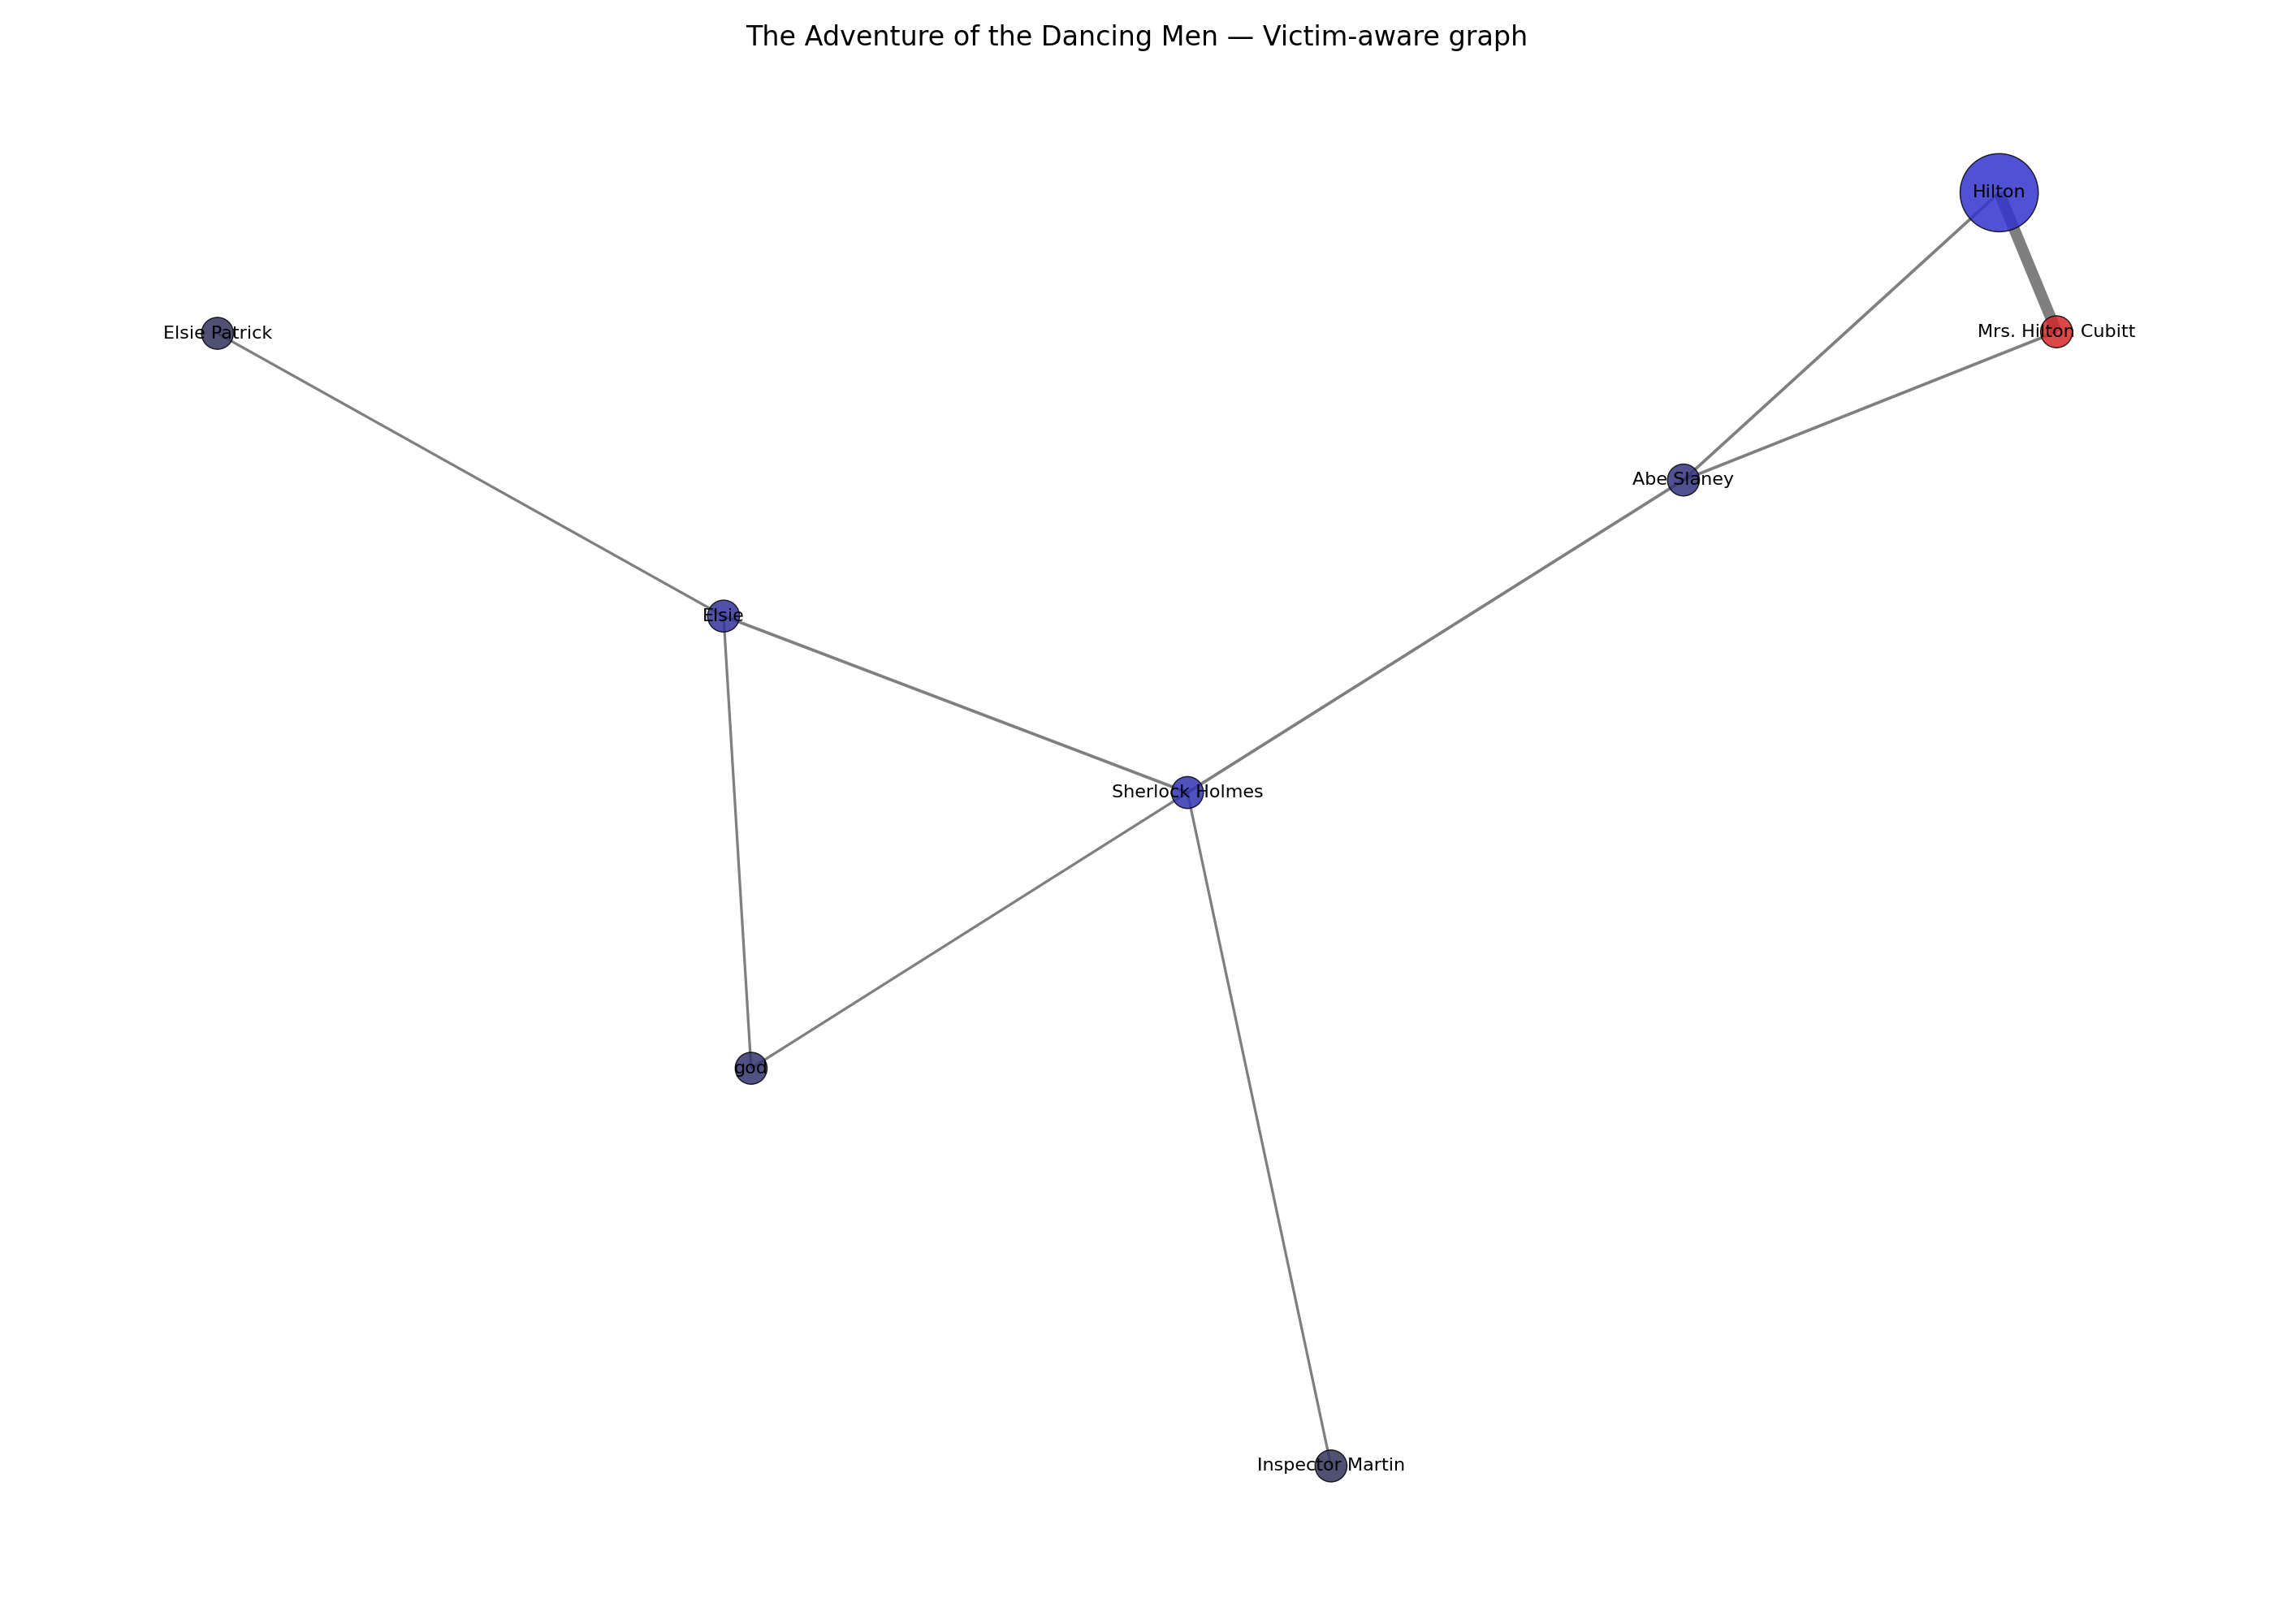 The Adventure of the Dancing Men — Victim-aware graph
Hilton
Mrs. Hilton Cubitt
Elsie Patrick
Abe Slaney
Elsie
Sherlock Holmes
god
Inspector Martin